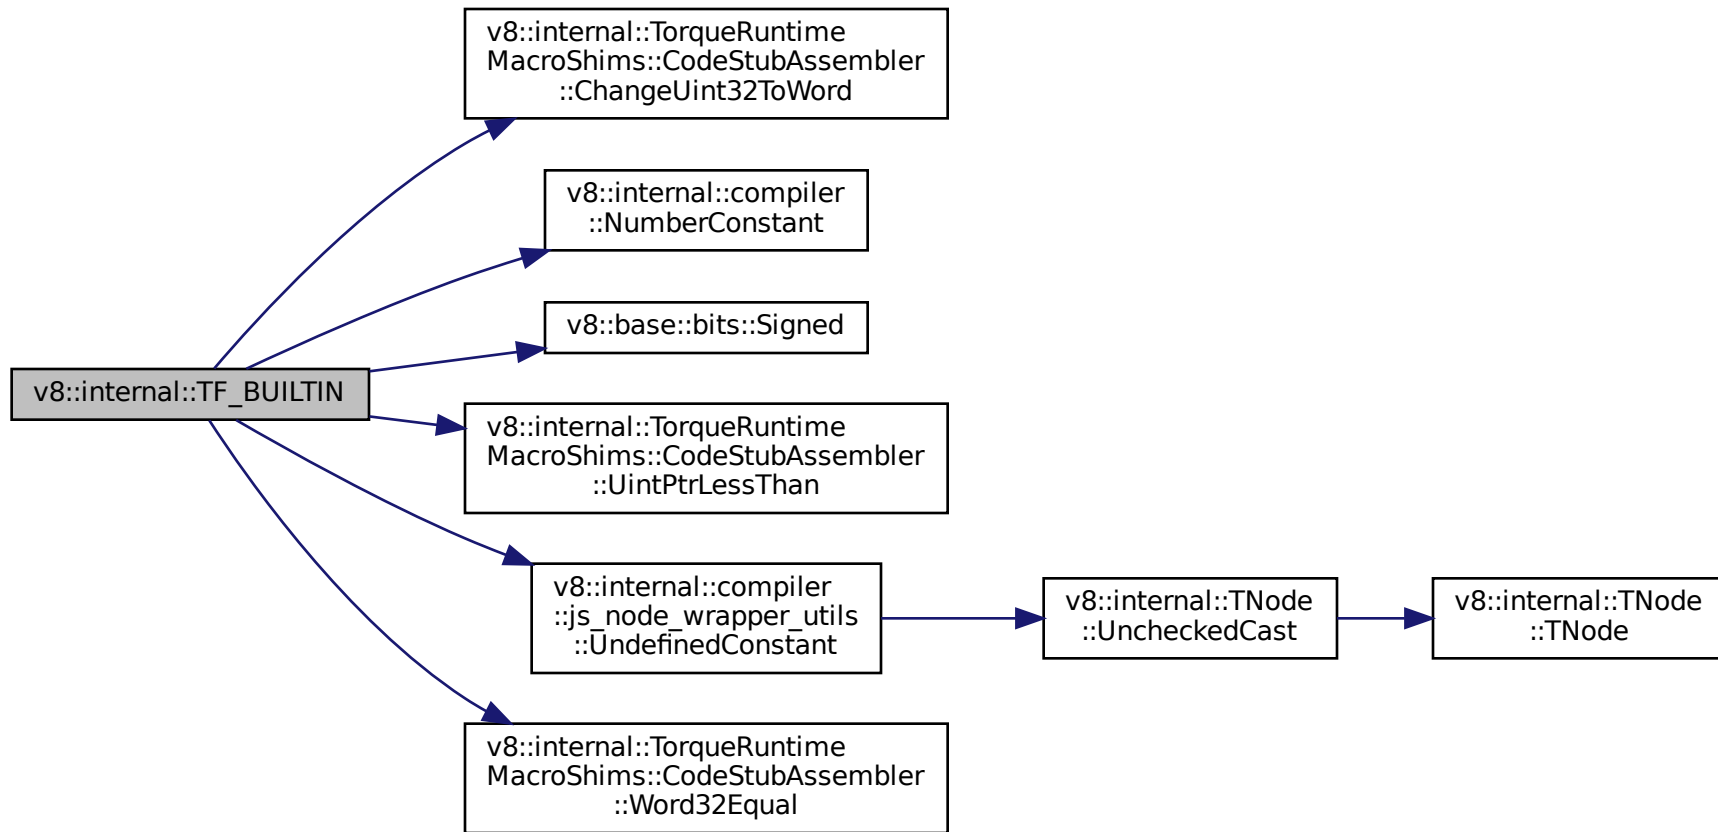 v8::internal::TorqueRuntime
MacroShims::CodeStubAssembler
::ChangeUint32ToWord
v8::internal::compiler
::NumberConstant
v8::base::bits::Signed
v8::internal::TF_BUILTIN
v8::internal::TorqueRuntime
MacroShims::CodeStubAssembler
::UintPtrLessThan
v8::internal::compiler
::js_node_wrapper_utils
::UndefinedConstant
v8::internal::TNode
::UncheckedCast
v8::internal::TNode
::TNode
v8::internal::TorqueRuntime
MacroShims::CodeStubAssembler
::Word32Equal